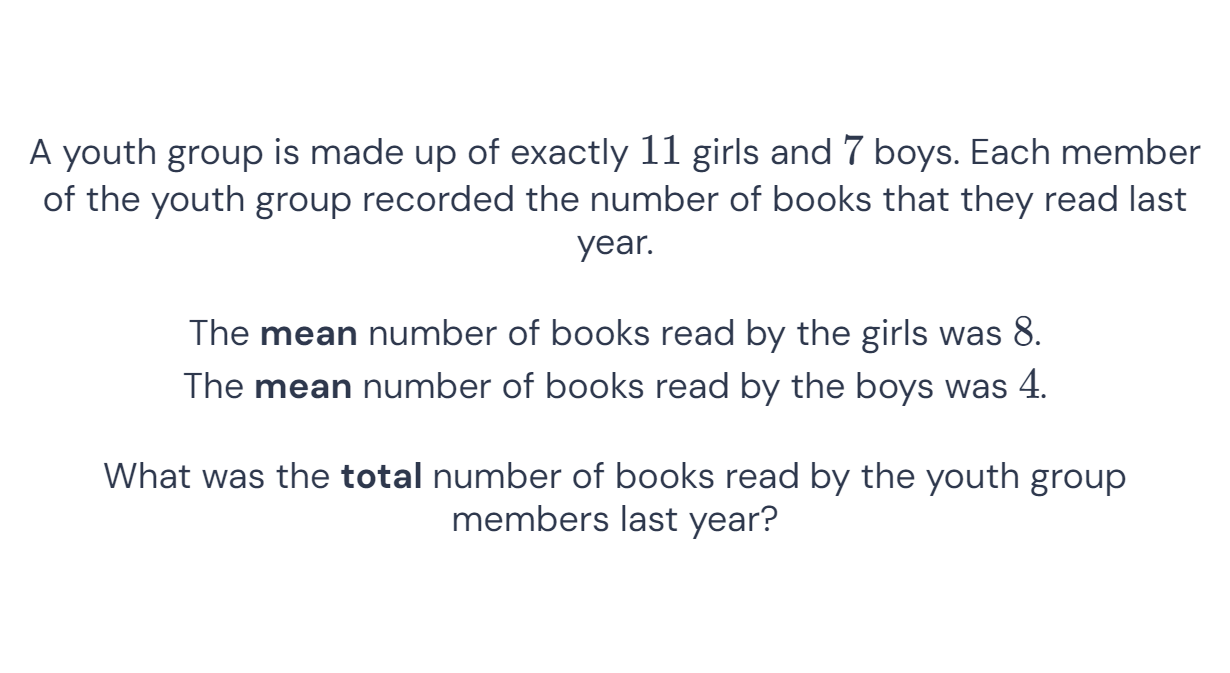 A youth group is made up of exactly 11 girls and 7 boys. Each member
of the youth group recorded the number of books that they read last
year.
The mean number of books read by the girls was 8.
The mean number of books read by the boys was 4.
What was the total number of books read by the youth group
members last year?